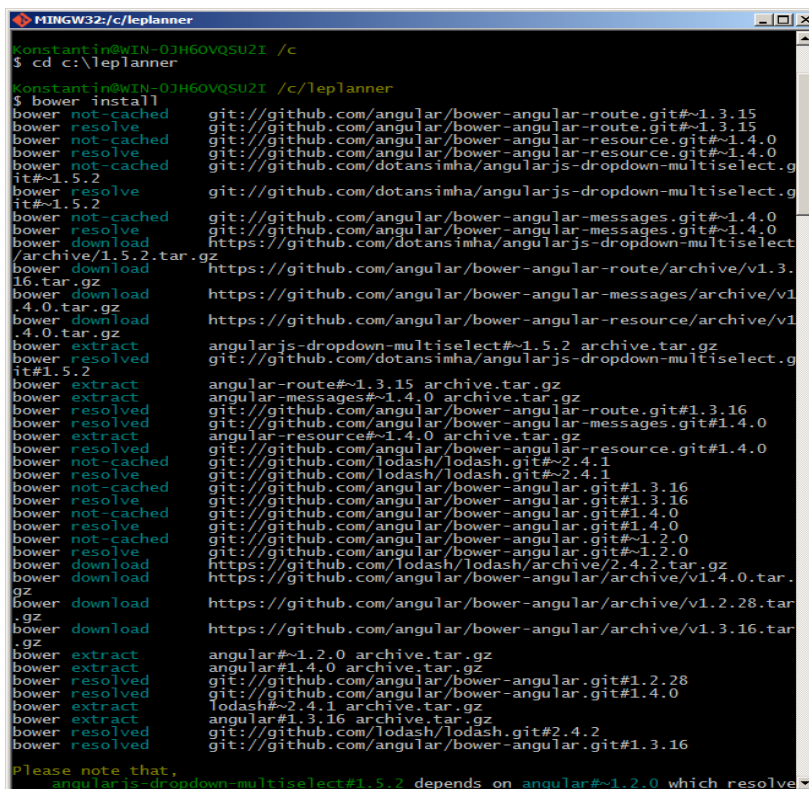 MINGW32:/c/leplanner
Konstantin@WIN-0JH6OVQSU2I /c
$ cd c:\leplanner
Konstantin@WIN-0JH6OVQSU2I /c/leplanner
$ bower install
bower not-cached git://github.com/angular/bower-angular-route.git#~1.3.15
bower resolve git://github.com/angular/bower-angular-route.git#~1.3.15
bower not-cached git://github.com/angular/bower-angular-resource.git#~1.4.0
bower resolve git://github.com/angular/bower-angular-resource.git#~1.4.0
bower not-cached git://github.com/dotansimha/angularjs-dropdown-multiselect.g
it#~1.5.2
bower resolve git://github.com/dotansimha/angularjs-dropdown-multiselect.g
it#~1.5.2
bower not-cached git://github.com/angular/bower-angular-messages.git#~1.4.0
bower resolve git://github.com/angular/bower-angular-messages.git#~1.4.0
bower download https://github.com/dotansimha/angularjs-dropdown-multiselect
/archive/1.5.2.tar.gz
bower download https://github.com/angular/bower-angular-route/archive/v1.3.
16.tar.gz
bower download https://github.com/angular/bower-angular-messages/archive/v1
.4.0.tar.gz
bower download https://github.com/angular/bower-angular-resource/archive/v1
.4.0.tar.gz
bower extract angularjs-dropdown-multiselect#~1.5.2 archive.tar.gz
bower resolved git://github.com/dotansimha/angularjs-dropdown-multiselect.g
it#1.5.2
bower extract angular-route#~1.3.15 archive.tar.gz
bower extract angular-messages#~1.4.0 archive.tar.gz
bower resolved git://github.com/angular/bower-angular-route.git#1.3.16
bower resolved git://github.com/angular/bower-angular-messages.git#1.4.0
bower extract angular-resource#~1.4.0 archive.tar.gz
bower resolved git://github.com/angular/bower-angular-resource.git#1.4.0
bower not-cached git://github.com/lodash/lodash.git#~2.4.1
bower resolve git://github.com/lodash/lodash.git#~2.4.1
bower not-cached git://github.com/angular/bower-angular.git#1.3.16
bower resolve git://github.com/angular/bower-angular.git#1.3.16
bower not-cached git://github.com/angular/bower-angular.git#1.4.0
bower resolve git://github.com/angular/bower-angular.git#1.4.0
bower not-cached git://github.com/angular/bower-angular.git#~1.2.0
bower resolve git://github.com/angular/bower-angular.git#~1.2.0
bower download https://github.com/lodash/lodash/archive/2.4.2.tar.gz
bower download https://github.com/angular/bower-angular/archive/v1.4.0.tar.
gz
bower download https://github.com/angular/bower-angular/archive/v1.2.28.tar
.gz
bower download https://github.com/angular/bower-angular/archive/v1.3.16.tar
.gz
bower extract angular#~1.2.0 archive.tar.gz
bower extract angular#1.4.0 archive.tar.gz
bower resolved git://github.com/angular/bower-angular.git#1.2.28
bower resolved git://github.com/angular/bower-angular.git#1.4.0
bower extract lodash#~2.4.1 archive.tar.gz
bower extract angular#1.3.16 archive.tar.gz
bower resolved git://github.com/lodash/lodash.git#2.4.2
bower resolved git://github.com/angular/bower-angular.git#1.3.16
Please note that,
angularjs-dropdown-multiselect#1.5.2 depends on angular#~1.2.0 which resolve